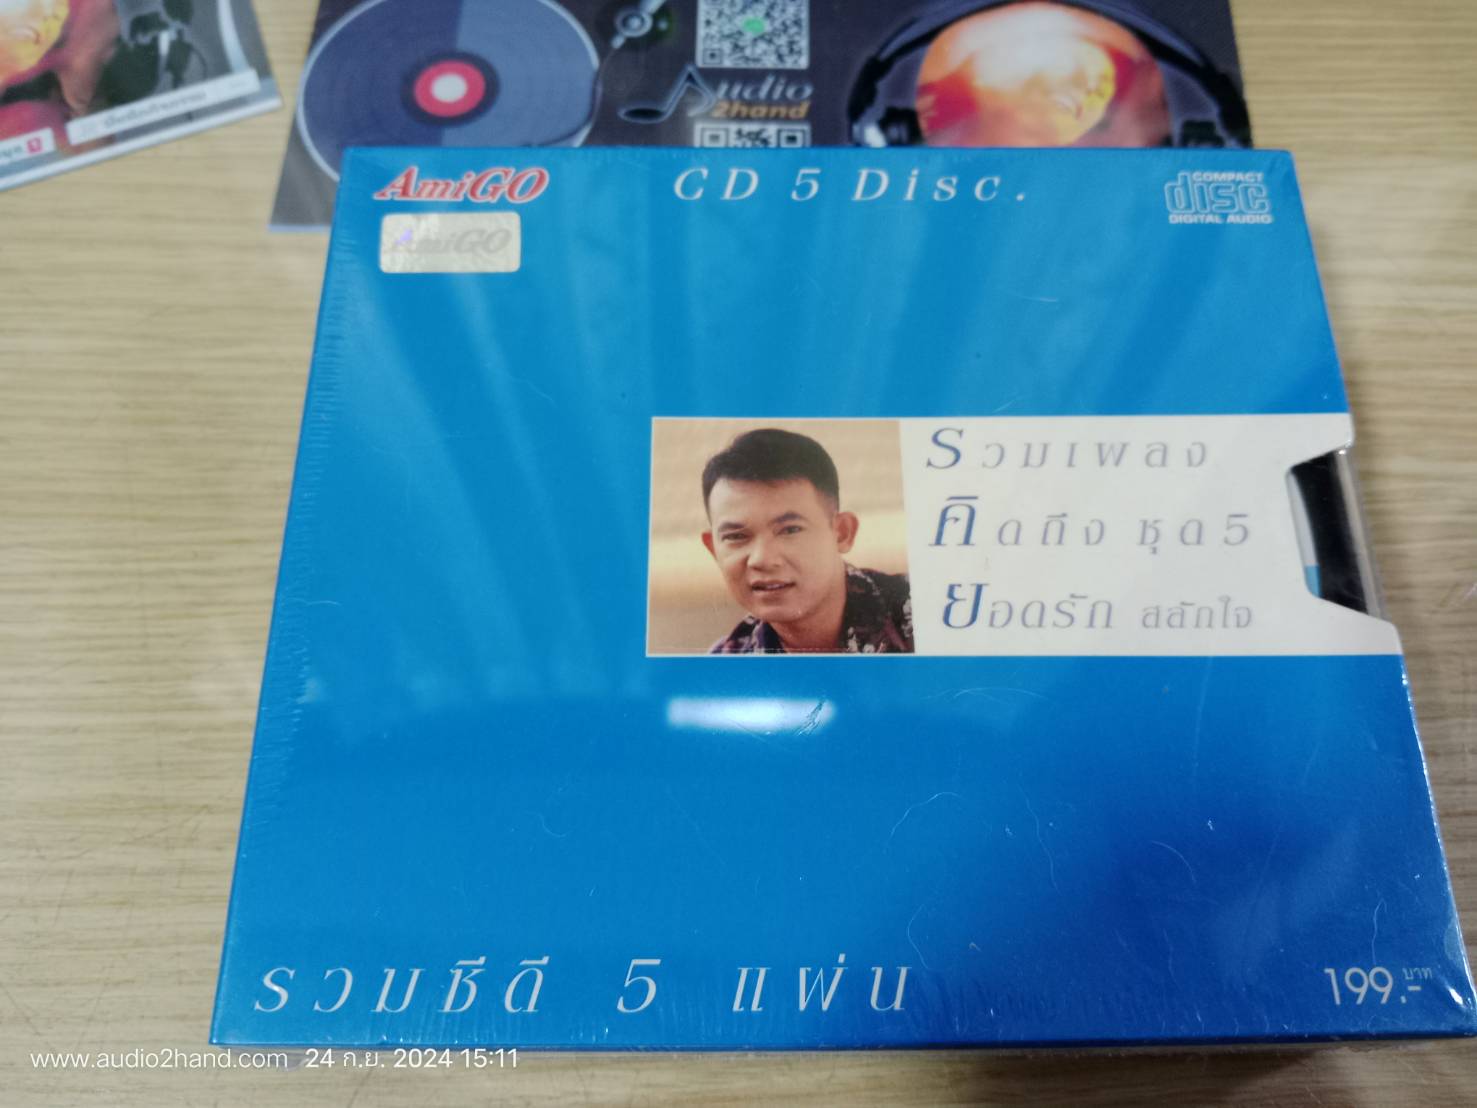 Audio
2hand
AmiGO
CD 5 Disc.
COMPACT
disc
DIGITAL AUDIO
AmiGO
รวมเพลง
คิดถึง ชุด 5
ยอดรัก สลักใจ
รวมซีดี 5 แผ่น
199.- บาท
www.audio2hand.com 24 ก.ย. 2024 15:11